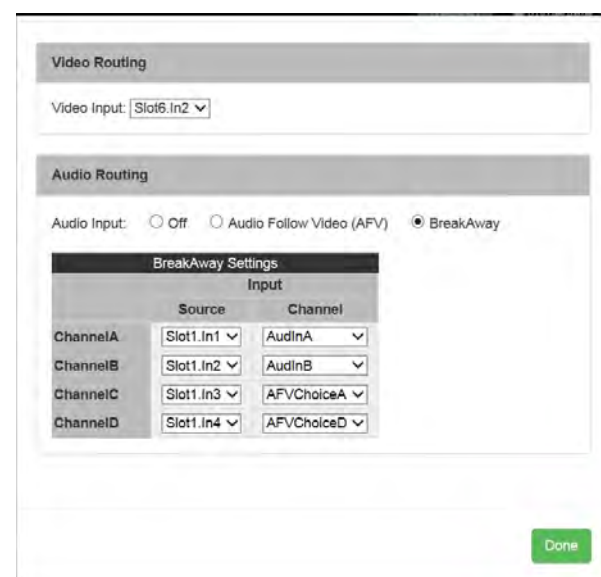 Video Routing
Video Input: Slot6.In2
Audio Routing
Audio Input: Off Audio Follow Video (AFV) BreakAway
BreakAway Settings
Input
Source Channel
ChannelA Slot1.In1 AudInA
ChannelB Slot1.In2 AudInB
ChannelC Slot1.In3 AFVChoiceA
ChannelD Slot1.In4 AFVChoiceD
Done